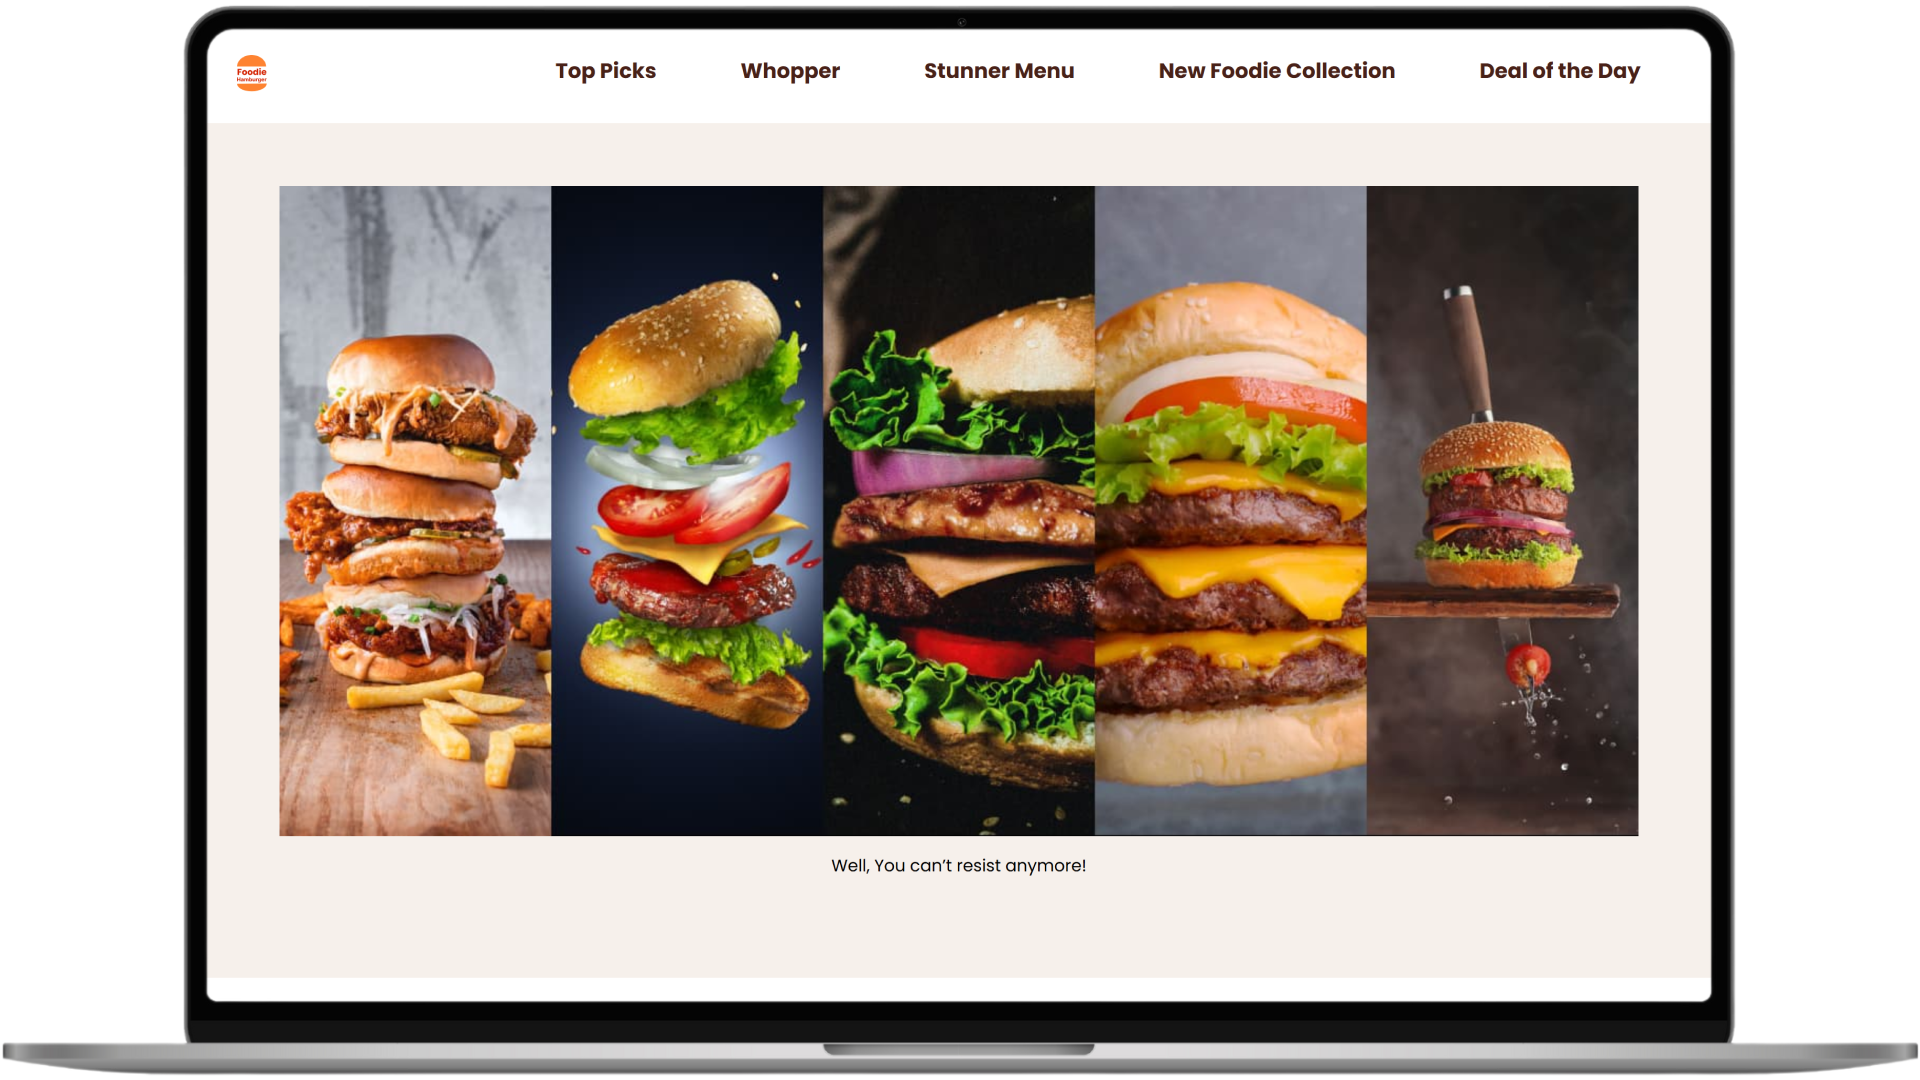 Foodie
Hamburger
Top Picks
Whopper
Stunner Menu
New Foodie Collection
Deal of the Day
Well, You can’t resist anymore!